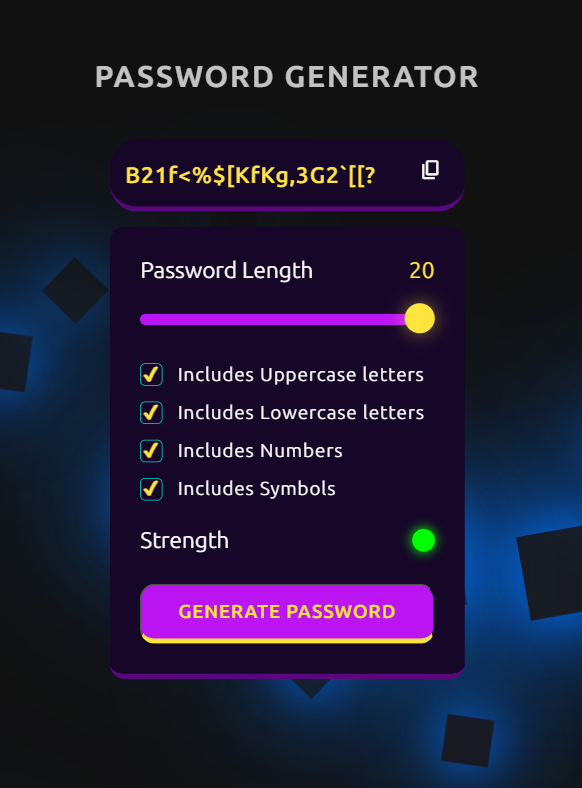 PASSWORD GENERATOR
B21f<%$[KfKg,3G2`[[?
Password Length 20
Includes Uppercase letters
Includes Lowercase letters
Includes Numbers
Includes Symbols
Strength
GENERATE PASSWORD